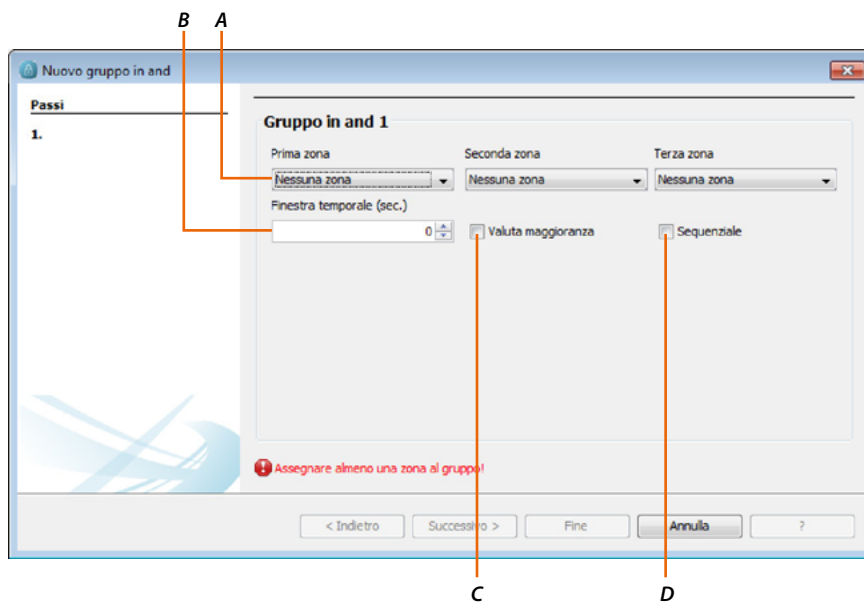 B A
Nuovo gruppo in and
Passi
1.
Gruppo in and 1
Prima zona Seconda zona Terza zona
Nessuna zona Nessuna zona Nessuna zona
Finestra temporale (sec.)
0 Valuta maggioranza Sequenziale
Assegnare almeno una zona al gruppo!
< Indietro Successivo > Fine Annulla ?
C D